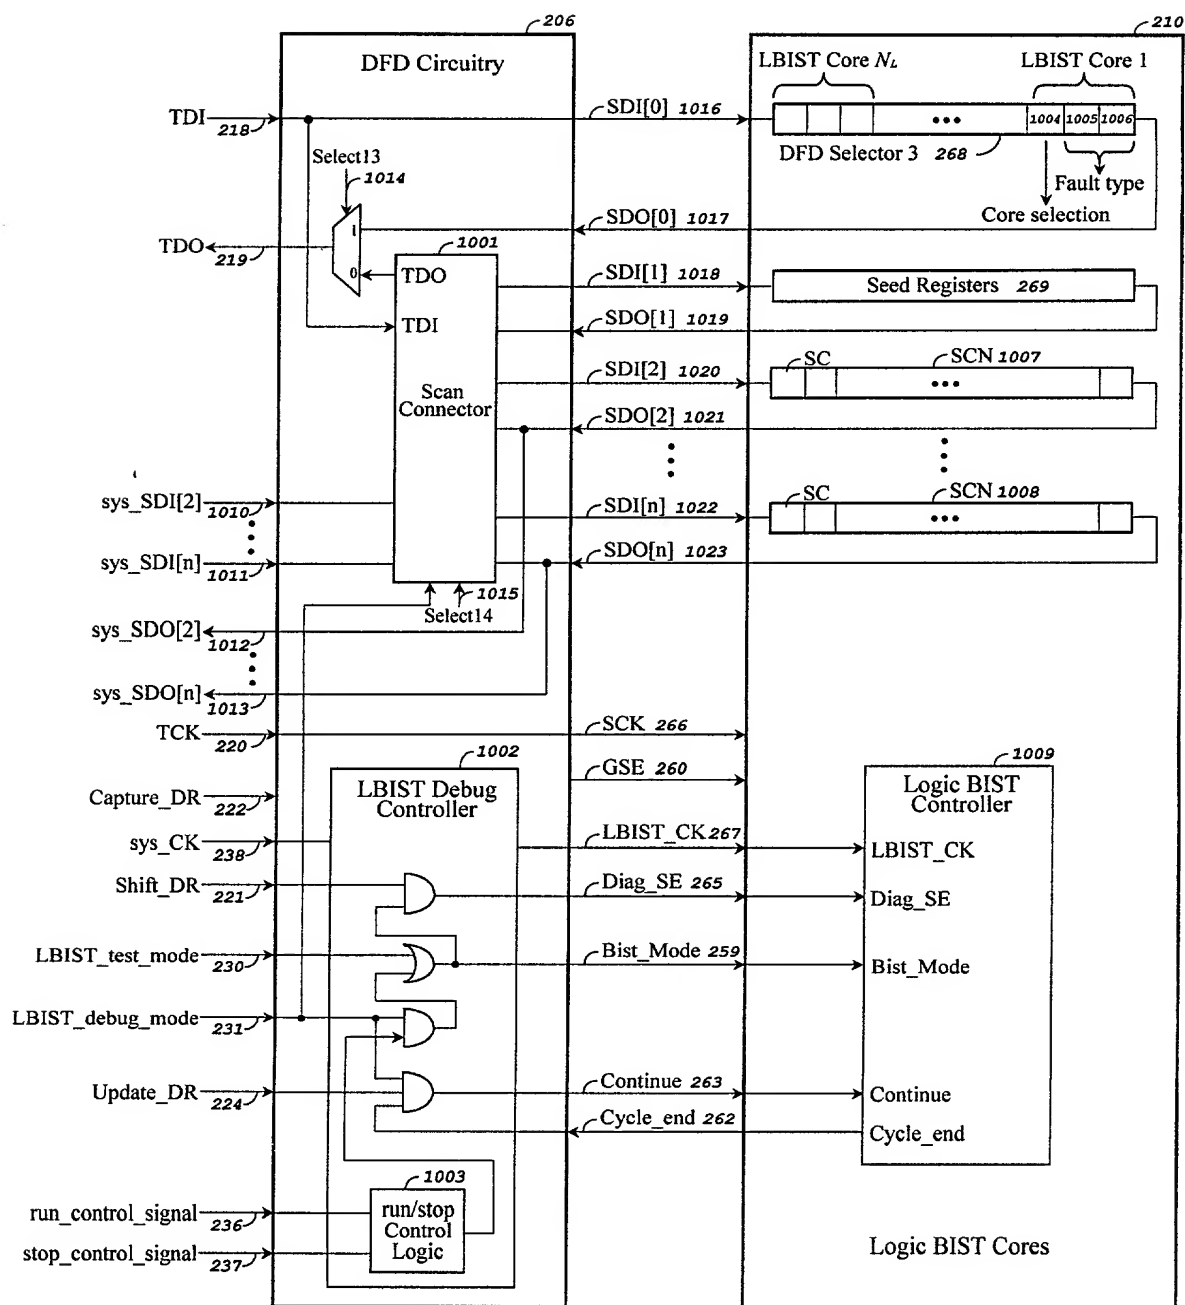 206
210
DFD Circuitry
LBIST Core NL
LBIST Core 1
TDI
218
SDI[0] 1016
1004 1005 1006
DFD Selector 3 268
Select13
1014
Fault type
Core selection
SDO[0] 1017
1
TDO
219
1001
0
TDO
SDI[1] 1018
Seed Registers 269
TDI
SDO[1] 1019
SC
SCN 1007
SDI[2] 1020
Scan
Connector
SDO[2] 1021
sys_SDI[2]
1010
SC
SCN 1008
SDI[n] 1022
sys_SDI[n]
1011
SDO[n] 1023
1015
Select14
sys_SDO[2]
1012
sys_SDO[n]
1013
TCK
220
SCK 266
1002
1009
GSE 260
LBIST Debug
Controller
Logic BIST
Controller
Capture_DR
222
sys_CK
238
LBIST_CK 267
LBIST_CK
Shift_DR
221
Diag_SE 265
Diag_SE
LBIST_test_mode
230
Bist_Mode 259
Bist_Mode
LBIST_debug_mode
231
Update_DR
224
Continue 263
Continue
Cycle_end 262
Cycle_end
1003
run_control_signal
236
run/stop
Control
Logic
stop_control_signal
237
Logic BIST Cores